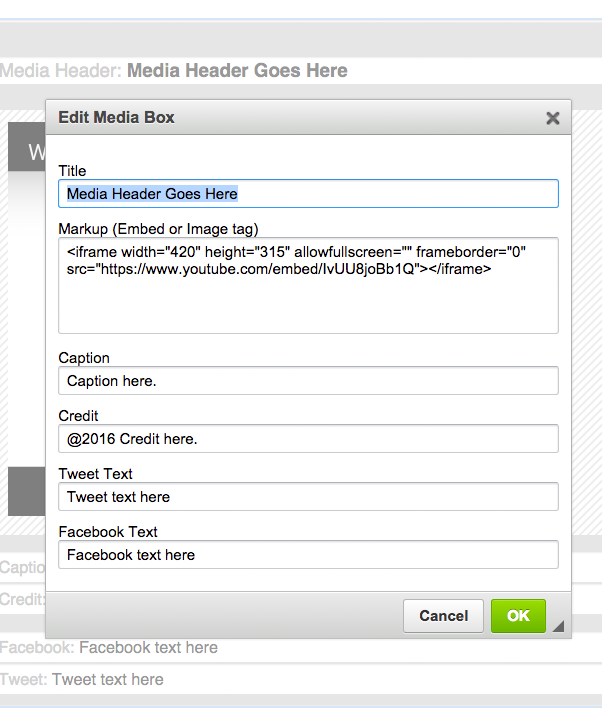 Media Header: Media Header Goes Here
Edit Media Box
W
Title
Media Header Goes Here
Markup (Embed or Image tag)
<iframe width="420" height="315" allowfullscreen="" frameborder="0"
src="https://www.youtube.com/embed/IvUU8joBb1Q"></iframe>
Caption
Caption here.
Credit
@2016 Credit here.
Tweet Text
Tweet text here
Facebook Text
Facebook text here
Captio
Credit:
Cancel OK
Facebook: Facebook text here
Tweet: Tweet text here